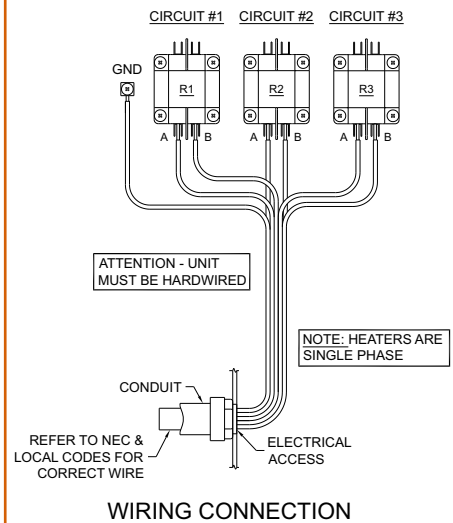 CIRCUIT #1 CIRCUIT #2 CIRCUIT #3
GND
R1 R2 R3
A B A B A B
ATTENTION - UNIT
MUST BE HARDWIRED
NOTE: HEATERS ARE
SINGLE PHASE
CONDUIT
REFER TO NEC &
LOCAL CODES FOR
CORRECT WIRE
ELECTRICAL
ACCESS
WIRING CONNECTION